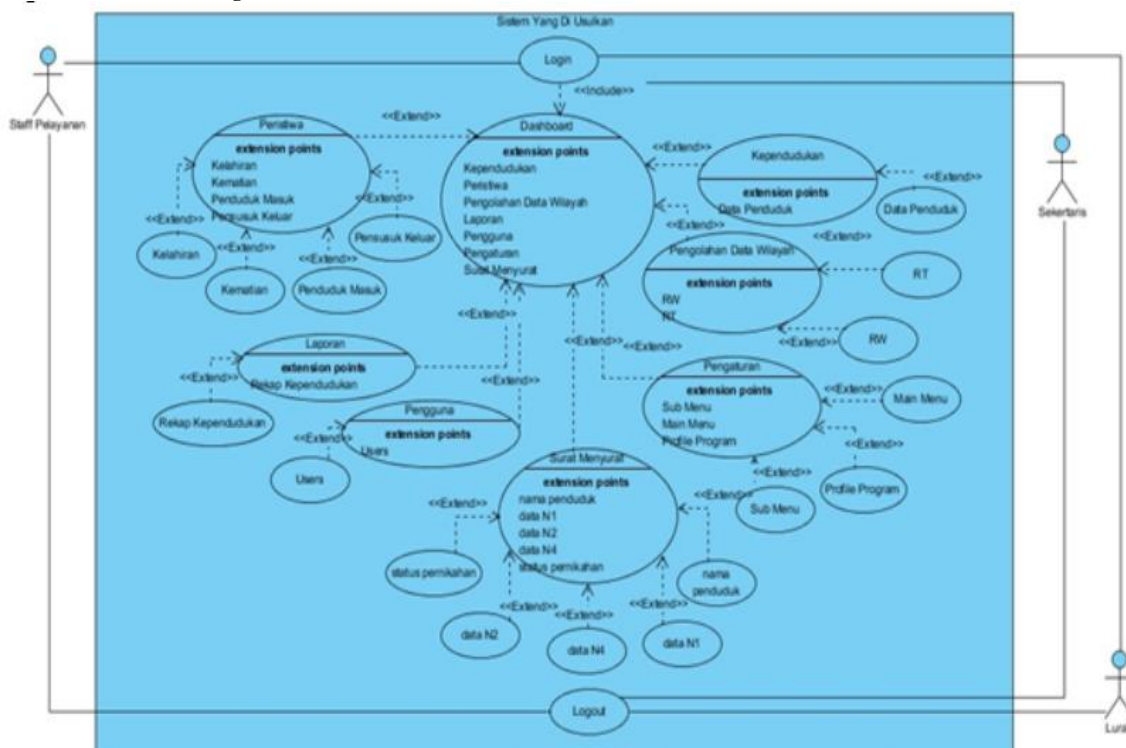 Sistem Yang Di Usulkan
Login
<<Include>>
Staff Pelayanan
Sekertaris
Peristiwa
extension points
Kelahiran
Kematian
Penduduk Masuk
Pensusuk Keluar
<<Extend>>
Dashboard
extension points
Kependudukan
Peristiwa
Pengolahan Data Wilayah
Laporan
Pengguna
Pengaturan
Surat Menyurat
<<Extend>>
Kependudukan
extension points
Data Penduduk
<<Extend>>
Data Penduduk
<<Extend>>
<<Extend>>
Pengolahan Data Wilayah
extension points
RW
RT
<<Extend>>
RT
<<Extend>>
RW
<<Extend>>
Kelahiran
<<Extend>>
Kematian
<<Extend>>
Penduduk Masuk
<<Extend>>
Pensusuk Keluar
<<Extend>>
<<Extend>>
<<Extend>>
Laporan
extension points
Rekap Kependudukan
<<Extend>>
Rekap Kependudukan
Pengguna
extension points
Users
<<Extend>>
Users
<<Extend>>
Pengaturan
extension points
Sub Menu
Main Menu
Profile Program
<<Extend>>
Main Menu
<<Extend>>
Profile Program
<<Extend>>
Sub Menu
Surat Menyurat
extension points
nama penduduk
data N1
data N2
data N4
status pernikahan
<<Extend>>
status pernikahan
<<Extend>>
nama
penduduk
<<Extend>>
data N2
<<Extend>>
data N4
<<Extend>>
data N1
Logout